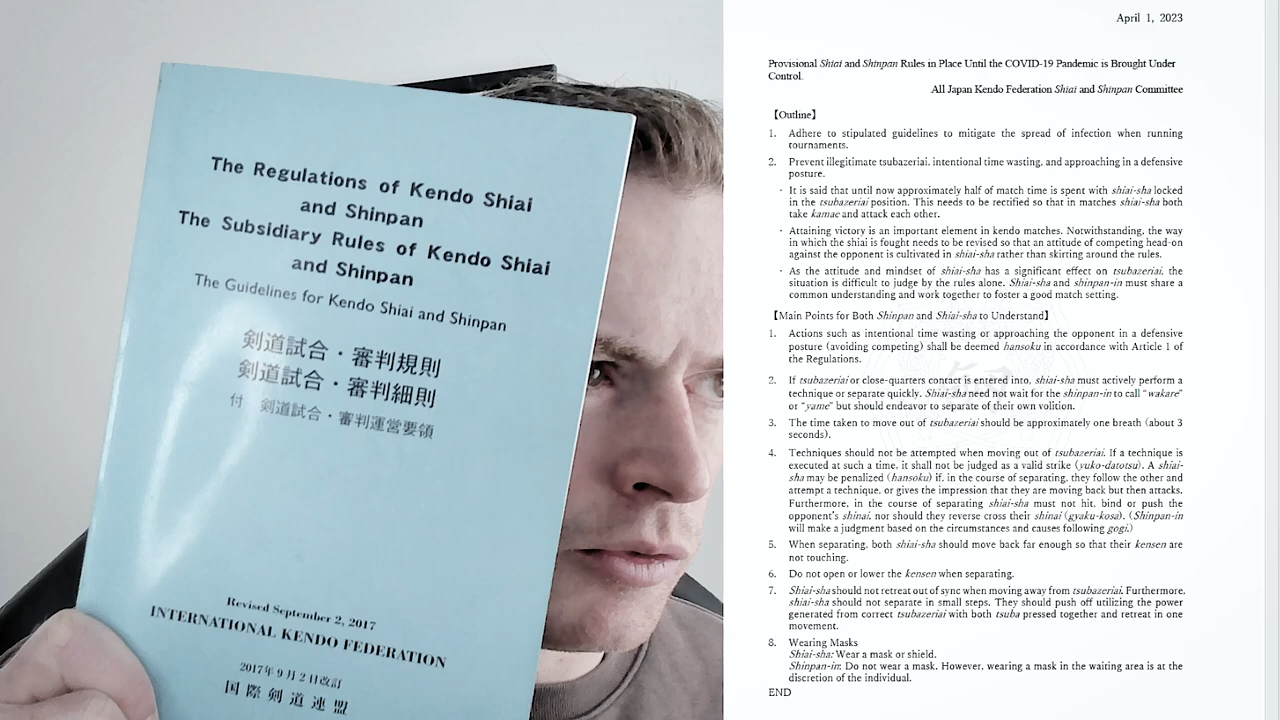 The Regulations of Kendo Shiai
and Shinpan
The Subsidiary Rules of Kendo Shiai
and Shinpan
The Guidelines for Kendo Shiai and Shinpan
剣道試合・審判規則
剣道試合・審判細則
付 剣道試合・審判運営要領
Revised September 2, 2017
INTERNATIONAL KENDO FEDERATION
2017年9月2日改訂
国際剣道連盟
April 1, 2023
Provisional Shiai and Shinpan Rules in Place Until the COVID-19 Pandemic is Brought Under
Control.
All Japan Kendo Federation Shiai and Shinpan Committee
【Outline】
1. Adhere to stipulated guidelines to mitigate the spread of infection when running
tournaments.
2. Prevent illegitimate tsubazeriai, intentional time wasting, and approaching in a defensive
posture.
· It is said that until now approximately half of match time is spent with shiai-sha locked
in the tsubazeriai position. This needs to be rectified so that in matches shiai-sha both
take kamae and attack each other.
· Attaining victory is an important element in kendo matches. Notwithstanding, the way
in which the shiai is fought needs to be revised so that an attitude of competing head-on
against the opponent is cultivated in shiai-sha rather than skirting around the rules.
· As the attitude and mindset of shiai-sha has a significant effect on tsubazeriai, the
situation is difficult to judge by the rules alone. Shiai-sha and shinpan-in must share a
common understanding and work together to foster a good match setting.
【Main Points for Both Shinpan and Shiai-sha to Understand】
1. Actions such as intentional time wasting or approaching the opponent in a defensive
posture (avoiding competing) shall be deemed hansoku in accordance with Article 1 of
the Regulations.
2. If tsubazeriai or close-quarters contact is entered into, shiai-sha must actively perform a
technique or separate quickly. Shiai-sha need not wait for the shinpan-in to call “wakare”
or “yame” but should endeavor to separate of their own volition.
3. The time taken to move out of tsubazeriai should be approximately one breath (about 3
seconds).
4. Techniques should not be attempted when moving out of tsubazeriai. If a technique is
executed at such a time, it shall not be judged as a valid strike (yuko-datotsu). A shiai-
sha may be penalized (hansoku) if, in the course of separating, they follow the other and
attempt a technique, or gives the impression that they are moving back but then attacks.
Furthermore, in the course of separating shiai-sha must not hit, bind or push the
opponent's shinai, nor should they reverse cross their shinai (gyaku-kosa). (Shinpan-in
will make a judgment based on the circumstances and causes following gogi.)
5. When separating, both shiai-sha should move back far enough so that their kensen are
not touching.
6. Do not open or lower the kensen when separating.
7. Shiai-sha should not retreat out of sync when moving away from tsubazeriai. Furthermore,
shiai-sha should not separate in small steps. They should push off utilizing the power
generated from correct tsubazeriai with both tsuba pressed together and retreat in one
movement.
8. Wearing Masks
Shiai-sha: Wear a mask or shield.
Shinpan-in: Do not wear a mask. However, wearing a mask in the waiting area is at the
discretion of the individual.
END